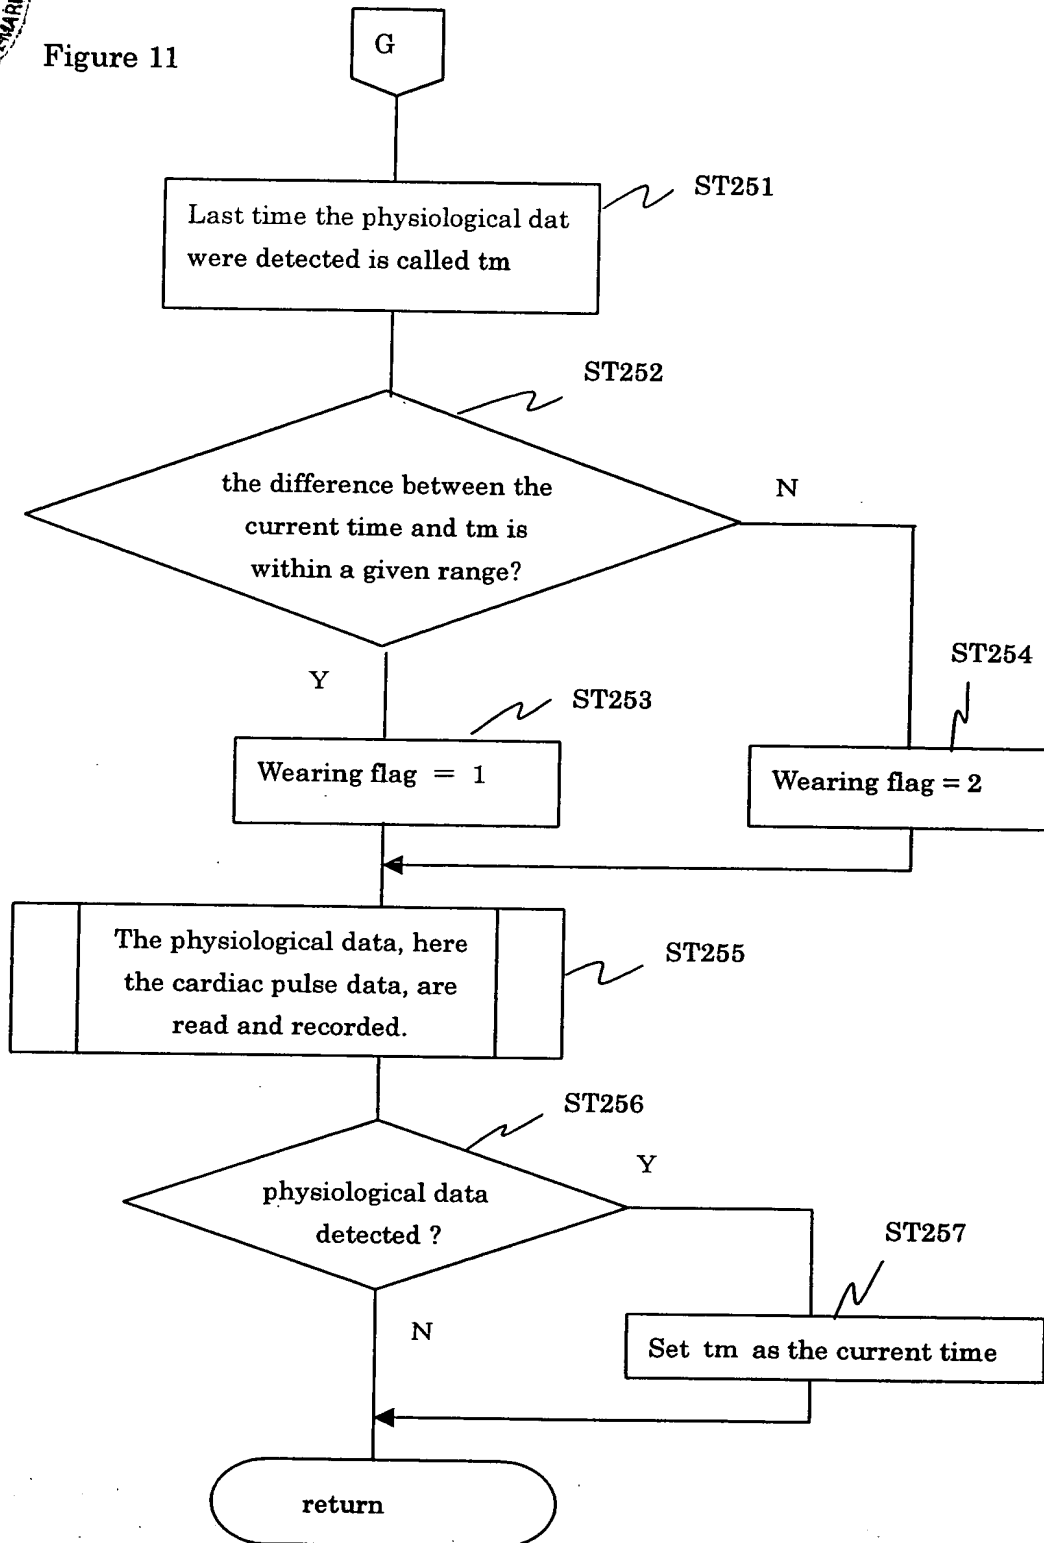 Figure 11
G
ST251
Last time the physiological dat
were detected is called tm
ST252
the difference between the
current time and tm is
within a given range?
N
Y
ST254
ST253
Wearing flag = 1
Wearing flag = 2
The physiological data, here
the cardiac pulse data, are
read and recorded.
ST255
ST256
Y
physiological data
detected ?
ST257
N
Set tm as the current time
return